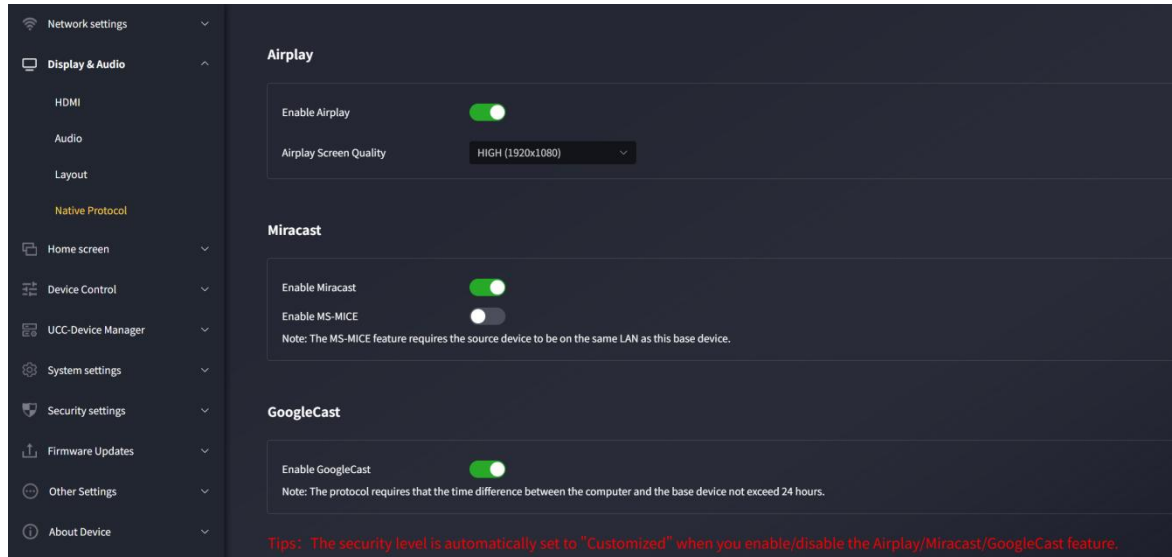 Network settings
Display & Audio
HDMI
Audio
Layout
Native Protocol
Home screen
Device Control
UCC-Device Manager
System settings
Security settings
Firmware Updates
Other Settings
About Device
Airplay
Enable Airplay
Airplay Screen Quality
HIGH (1920x1080)
Miracast
Enable Miracast
Enable MS-MICE
Note: The MS-MICE feature requires the source device to be on the same LAN as this base device.
GoogleCast
Enable GoogleCast
Note: The protocol requires that the time difference between the computer and the base device not exceed 24 hours.
Tips: The security level is automatically set to "Customized" when you enable/disable the Airplay/Miracast/GoogleCast feature.